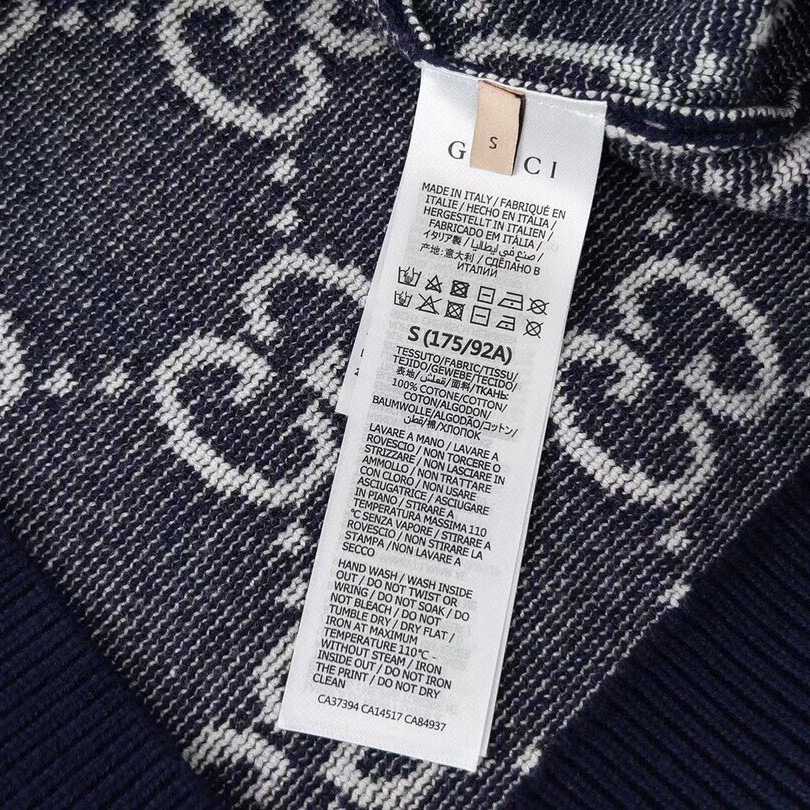 S
G CI
MADE IN ITALY / FABRIQUÉ EN
ITALIE / HECHO EN ITALIA /
HERGESTELLT IN ITALIEN /
FABRICADO EM ITÀLIA /
イタリア製 / صنع في ايطاليا /
产地: 意大利 / СДЕЛАНО В
ИТАЛИИ
S (175/92A)
TESSUTO/FABRIC/TISSU/
TEJIDO/GEWEBE/TECIDO/
表地/قماش/面料/ТКАНЬ:
100% COTONE/COTTON/
COTON/ALGODON/
BAUMWOLLE/ALGODÃO/コットン/
قطن/棉/ХЛОПОК
LAVARE A MANO / LAVARE A
ROVESCIO / NON TORCERE O
STRIZZARE / NON LASCIARE IN
AMMOLLO / NON TRATTARE
CON CLORO / NON USARE
ASCIUGATRICE / ASCIUGARE
IN PIANO / STIRARE A
TEMPERATURA MASSIMA 110
℃ SENZA VAPORE / STIRARE A
ROVESCIO / NON STIRARE LA
STAMPA / NON LAVARE A
SECCO
HAND WASH / WASH INSIDE
OUT / DO NOT TWIST OR
WRING / DO NOT SOAK / DO
NOT BLEACH / DO NOT
TUMBLE DRY / DRY FLAT /
IRON AT MAXIMUM
TEMPERATURE 110℃ -
WITHOUT STEAM / IRON
INSIDE OUT / DO NOT IRON
THE PRINT / DO NOT DRY
CLEAN
CA37394 CA14517 CA84937